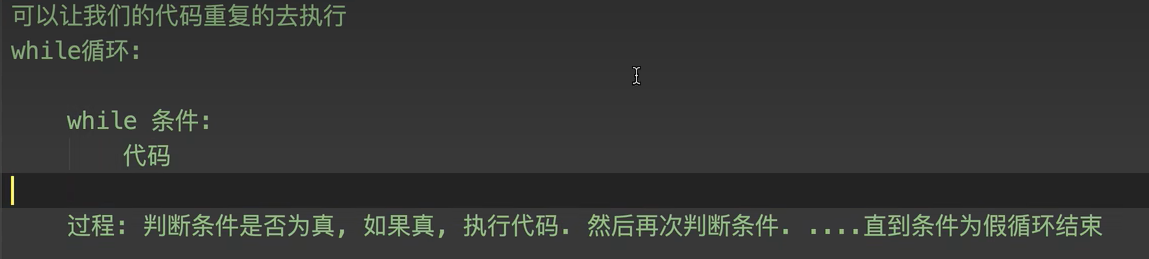 可以让我们的代码重复的去执行
while循环:
while 条件:
代码
过程: 判断条件是否为真, 如果真, 执行代码. 然后再次判断条件. ....直到条件为假循环结束